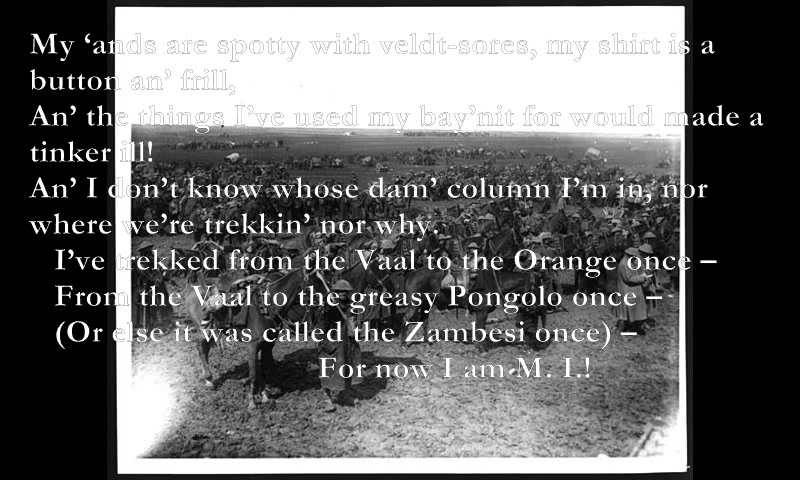 My ‘ands are spotty with veldt-sores, my shirt is a
button an’ frill,
An’ the things I’ve used my bay’nit for would made a
tinker ill!
An’ I don’t know whose dam’ column I’m in, nor
where we’re trekkin’ nor why.
I’ve trekked from the Vaal to the Orange once –
From the Vaal to the greasy Pongolo once –
(Or else it was called the Zambesi once) –
For now I am M. I.!